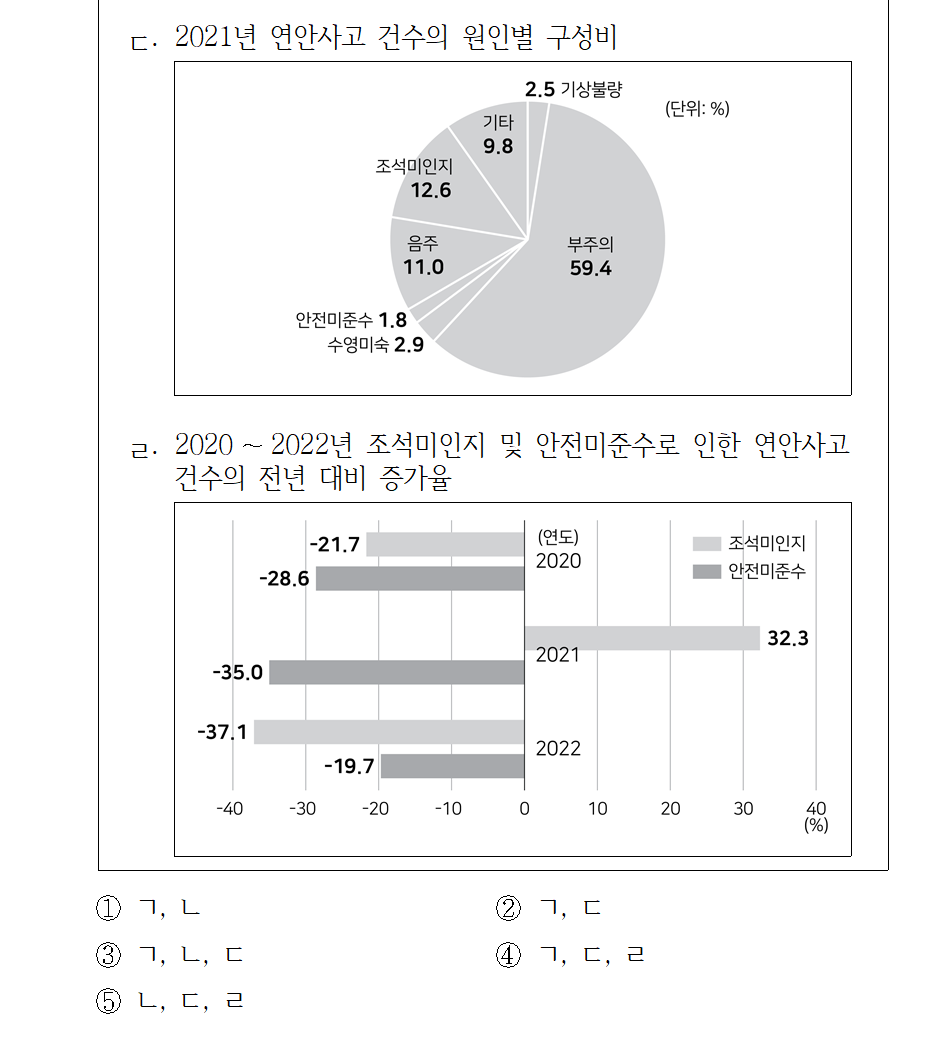 ㄷ. 2021년 연안사고 건수의 원인별 구성비
2.5 기상불량
(단위: %)
기타
9.8
조석미인지
12.6
음주
11.0
부주의
59.4
안전미준수 1.8
수영미숙 2.9
ㄹ. 2020 ~ 2022년 조석미인지 및 안전미준수로 인한 연안사고
건수의 전년 대비 증가율
-21.7
(연도)
2020
조석미인지
-28.6
안전미준수
32.3
2021
-35.0
-37.1
2022
-19.7
-40 -30 -20 -10 0 10 20 30 40
(%)
① ㄱ, ㄴ ② ㄱ, ㄷ
③ ㄱ, ㄴ, ㄷ ④ ㄱ, ㄷ, ㄹ
⑤ ㄴ, ㄷ, ㄹ